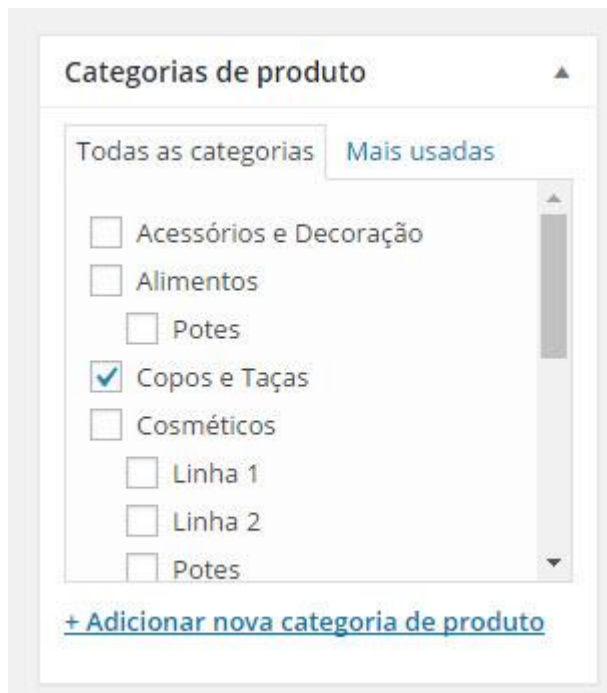 Categorias de produto
Todas as categorias Mais usadas
Acessórios e Decoração
Alimentos
Potes
Copos e Taças
Cosméticos
Linha 1
Linha 2
Potes
+ Adicionar nova categoria de produto